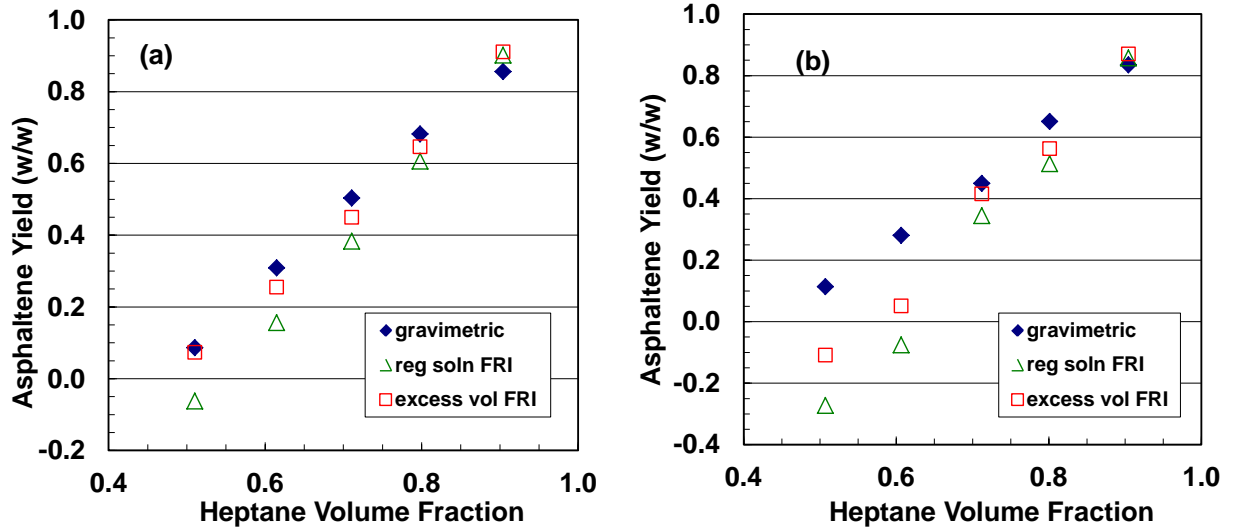 (a)
Asphaltene Yield (w/w)
1.0
0.8
0.6
0.4
0.2
0.0
-0.2
gravimetric
reg soln FRI
excess vol FRI
0.4 0.6 0.8 1.0
Heptane Volume Fraction
(b)
Asphaltene Yield (w/w)
1.0
0.8
0.6
0.4
0.2
0.0
-0.2
-0.4
gravimetric
reg soln FRI
excess vol FRI
0.4 0.6 0.8 1.0
Heptane Volume Fraction